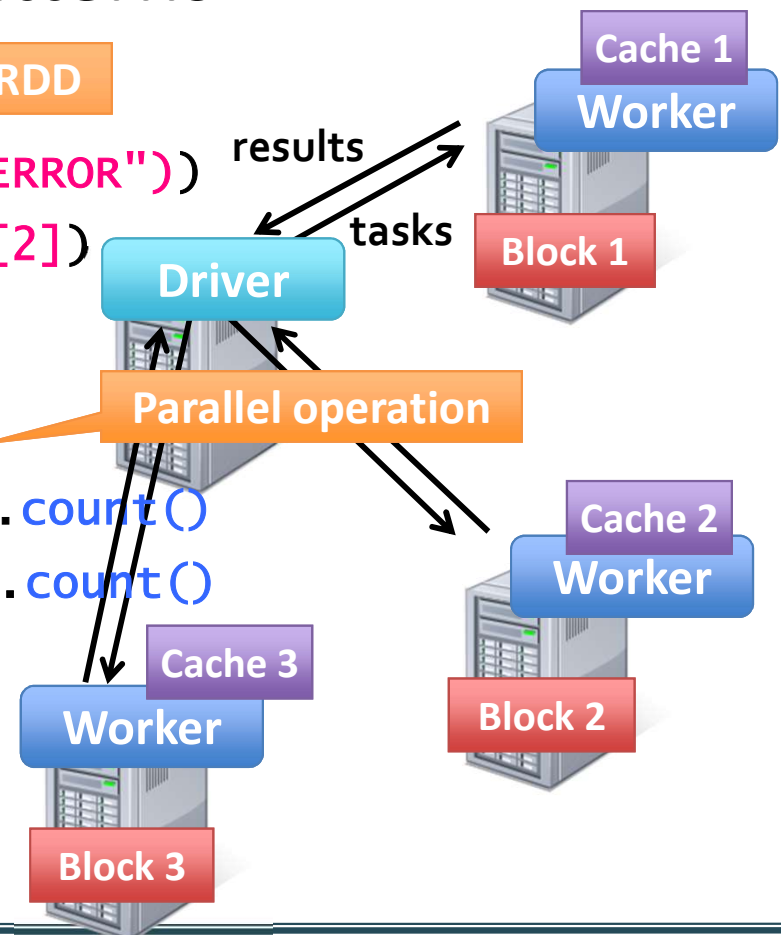 RDD
Cache 1
Worker
results
ERROR"))
tasks
[2])
Block 1
Driver
Parallel operation
.count()
Cache 2
.count()
Worker
Cache 3
Block 2
Worker
Block 3